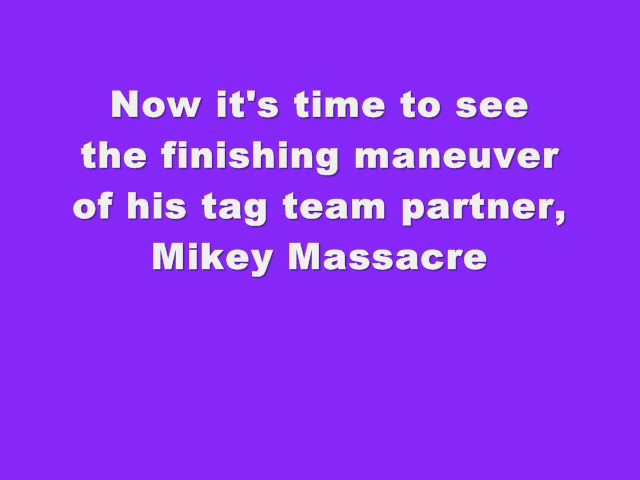 Now it's time to see
the finishing maneuver
of his tag team partner,
Mikey Massacre